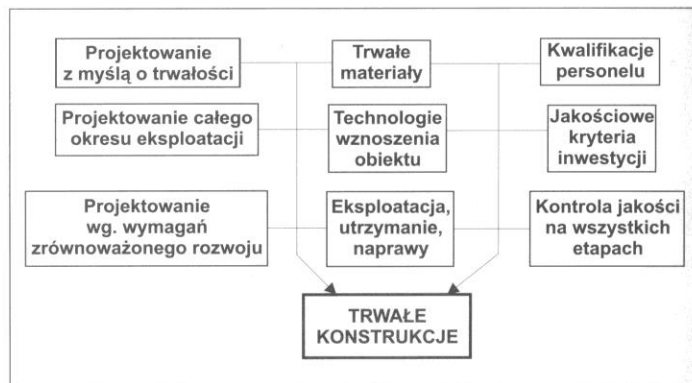 Projektowanie
z myślą o trwałości
Trwałe
materiały
Kwalifikacje
personelu
Projektowanie całego
okresu eksploatacji
Technologie
wznoszenia
obiektu
Jakościowe
kryteria
inwestycji
Projektowanie
wg. wymagań
zrównoważonego rozwoju
Eksploatacja,
utrzymanie,
naprawy
Kontrola jakości
na wszystkich
etapach
TRWAŁE
KONSTRUKCJE